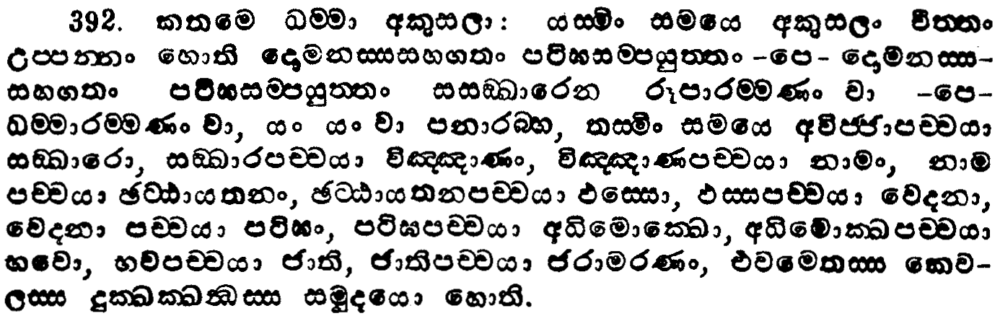 392. කතමෙ ධම්මා අකුසලා: යස්මිං සමයෙ අකුසලං චිත්තං
උප්පන්නං හොති දොමනස්සසහගතං පටිඝසම්පයුත්තං -පෙ- දොමනස්ස-
සහගතං පටිඝසම්පයුත්තං සසඞ්ඛාරෙන රූපාරම්මණං වා -පෙ-
ධම්මාරම්මණං වා, යං යං වා පනාරබ්භ, තස්මිං සමයෙ අවිජ්ජාපච්චයා
සඞ්ඛාරො, සඞ්ඛාරපච්චයා විඤ්ඤාණං, විඤ්ඤාණපච්චයා නාමං, නාම
පච්චයා ඡට්ඨායතනං, ඡට්ඨායතනපච්චයා ඵස්සො, ඵස්සපච්චයා වෙදනා,
වෙදනා පච්චයා පටිඝං, පටිඝපච්චයා අධිමොක්ඛො, අධිමොක්ඛපච්චයා
භවො, භවපච්චයා ජාති, ජාතිපච්චයා ජරාමරණං, එවමෙතස්ස කෙව-
ලස්ස දුක්ඛක්ඛන්ධස්ස සමුදයො හොති.